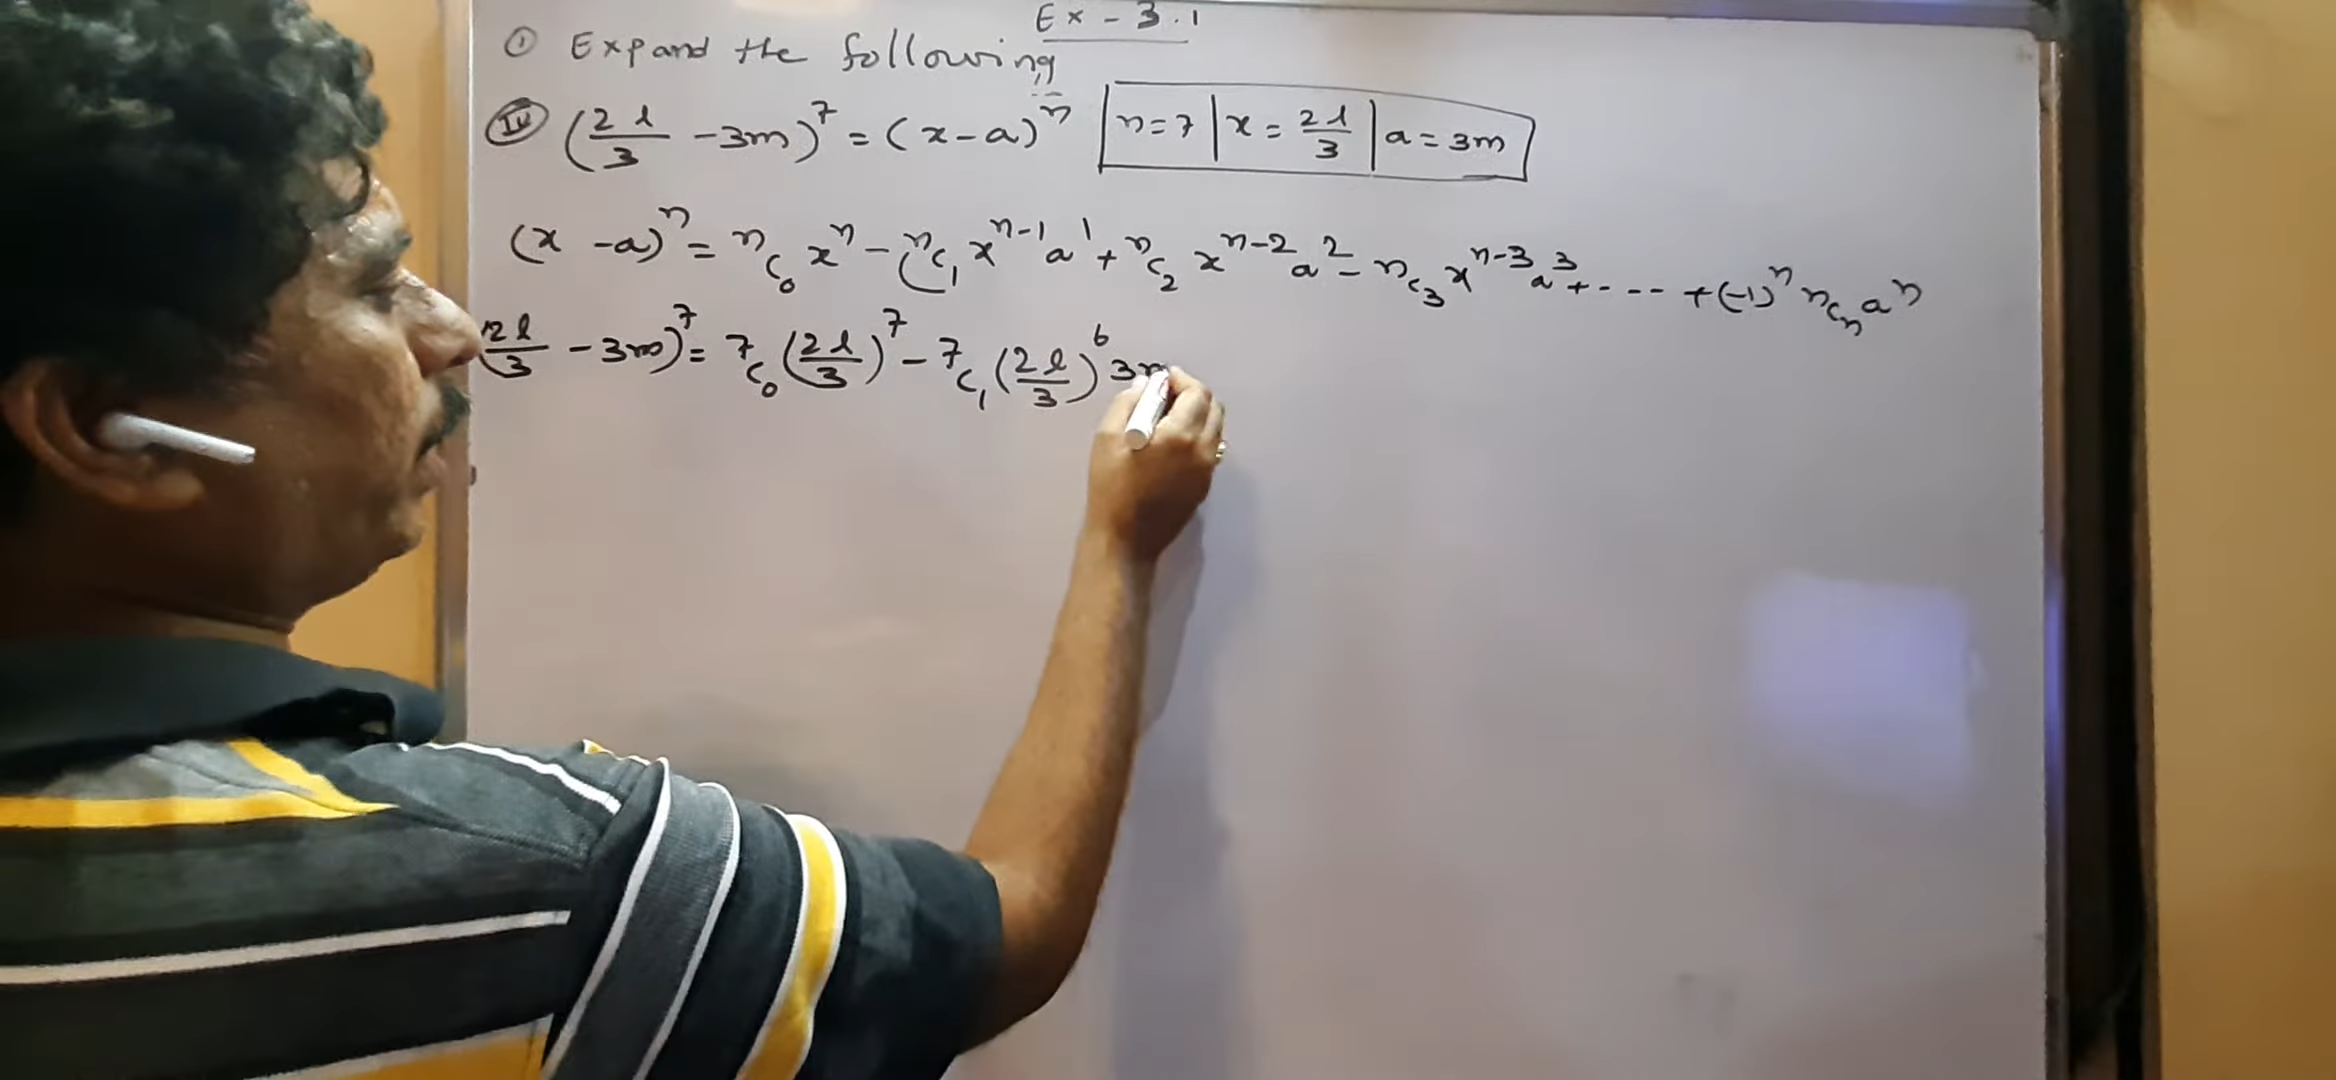 Ex - 3.1
① Expand the following
(iv) (2l/3 - 3m)⁷ = (x - a)ⁿ | n = 7 | x = 2l/3 | a = 3m
(x - a)ⁿ = ⁿC₀ xⁿ - ⁿC₁ xⁿ⁻¹ a¹ + ⁿC₂ xⁿ⁻² a² - ⁿC₃ xⁿ⁻³ a³ + ---- + (-1)ⁿ ⁿCₙ aⁿ
(2l/3 - 3m)⁷ = ⁷C₀ (2l/3)⁷ - ⁷C₁ (2l/3)⁶ 3m